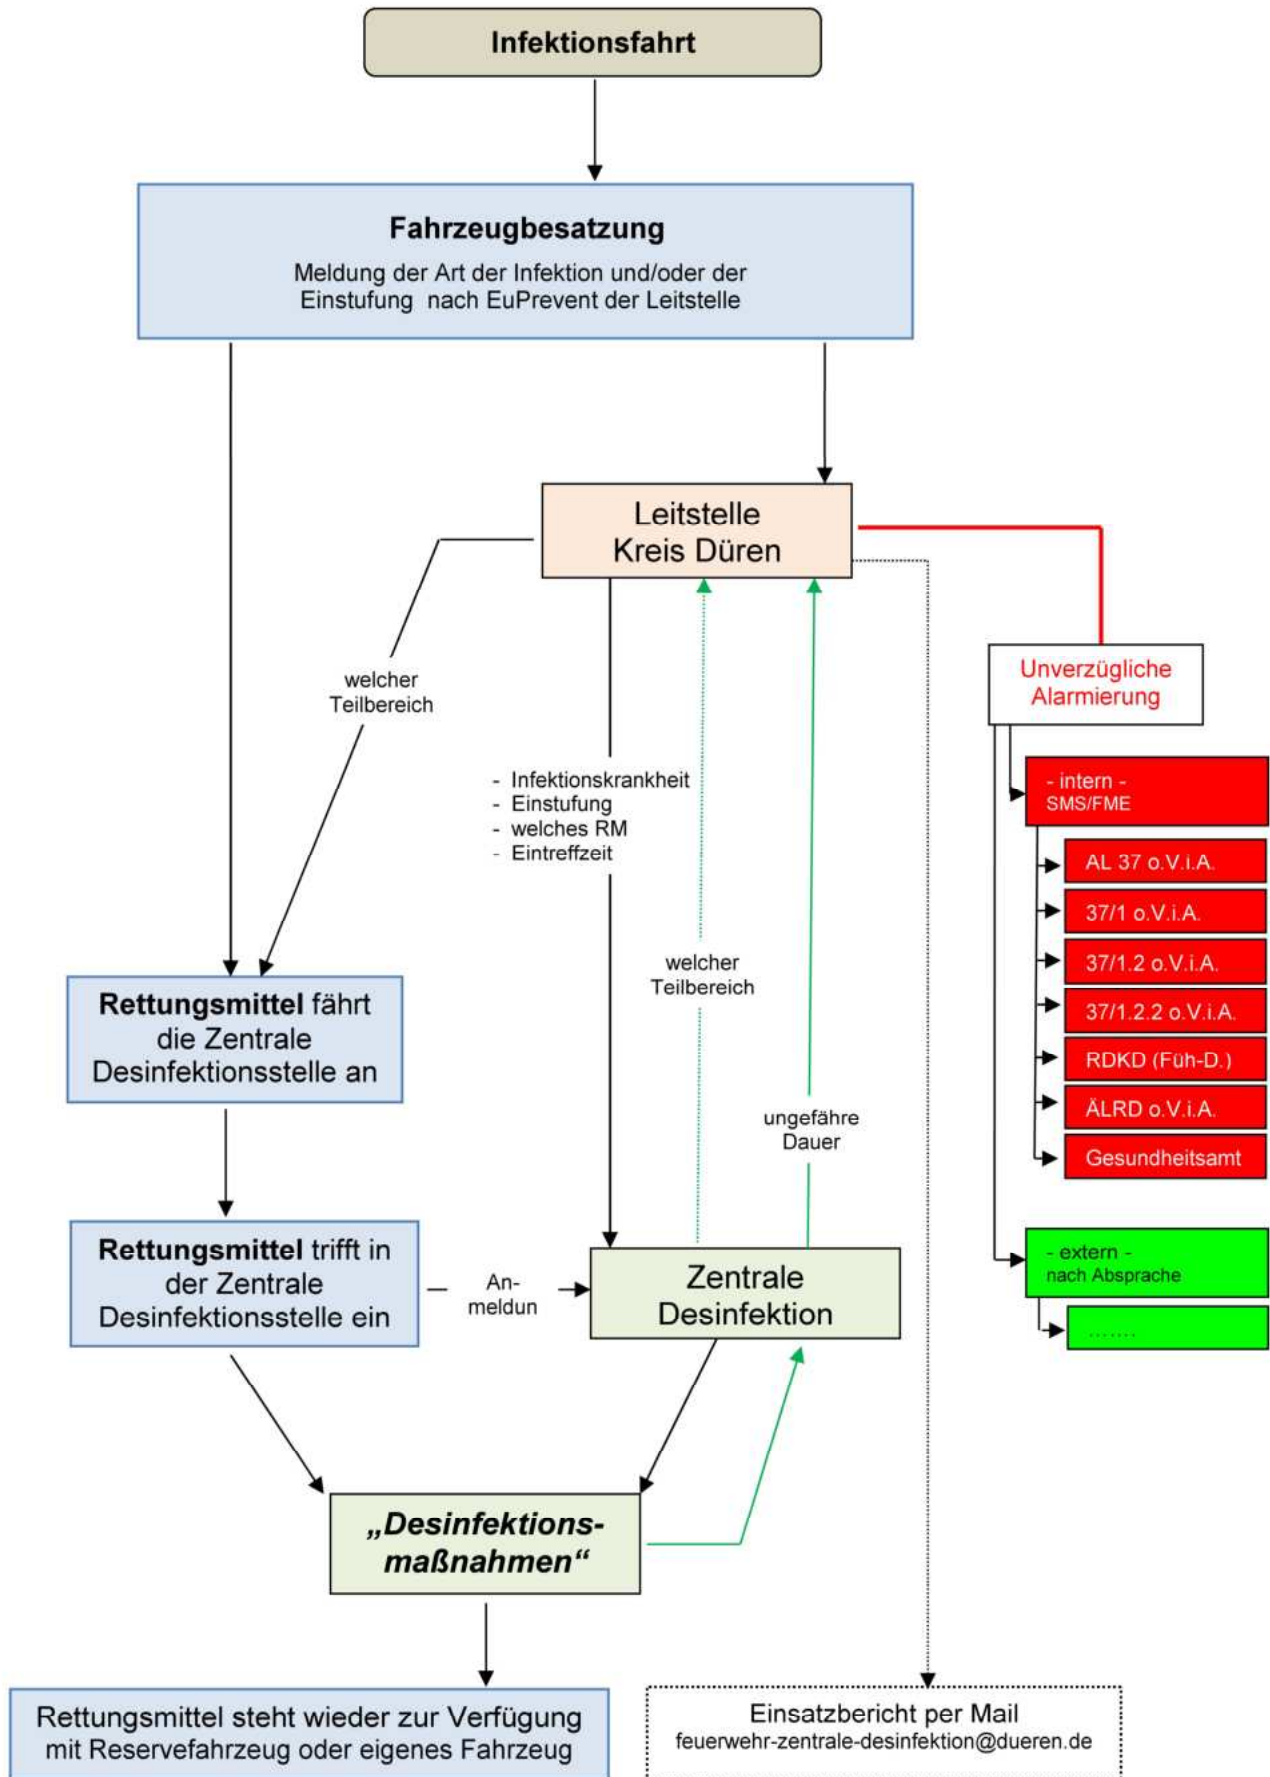 Infektionsfahrt
Fahrzeugbesatzung
Meldung der Art der Infektion und/oder der
Einstufung nach EuPrevent der Leitstelle
Leitstelle
Kreis Düren
welcher
Teilbereich
Unverzügliche
Alarmierung
- Infektionskrankheit
- Einstufung
- welches RM
- Eintreffzeit
- intern -
SMS/FME
AL 37 o.V.i.A.
37/1 o.V.i.A.
37/1.2 o.V.i.A.
37/1.2.2 o.V.i.A.
RDKD (Füh-D.)
ÄLRD o.V.i.A.
Gesundheitsamt
welcher
Teilbereich
Rettungsmittel fährt
die Zentrale
Desinfektionsstelle an
ungefähre
Dauer
Rettungsmittel trifft in
der Zentrale
Desinfektionsstelle ein
An-
meldun
Zentrale
Desinfektion
- extern -
nach Absprache
.......
„Desinfektions-
maßnahmen“
Rettungsmittel steht wieder zur Verfügung
mit Reservefahrzeug oder eigenes Fahrzeug
Einsatzbericht per Mail
feuerwehr-zentrale-desinfektion@dueren.de